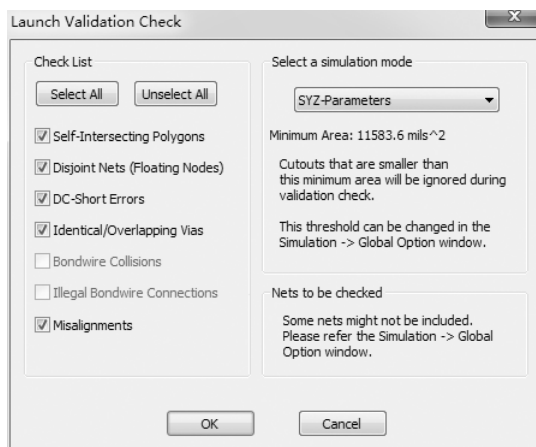 Launch Validation Check
Check List
Select All
Unselect All
Self-Intersecting Polygons
Disjoint Nets (Floating Nodes)
DC-Short Errors
Identical/Overlapping Vias
Bondwire Collisions
Illegal Bondwire Connections
Misalignments
Select a simulation mode
SYZ-Parameters
Minimum Area: 11583.6 mils^2
Cutouts that are smaller than
this minimum area will be ignored during
validation check.
This threshold can be changed in the
Simulation -> Global Option window.
Nets to be checked
Some nets might not be included.
Please refer the Simulation -> Global
Option window.
OK
Cancel